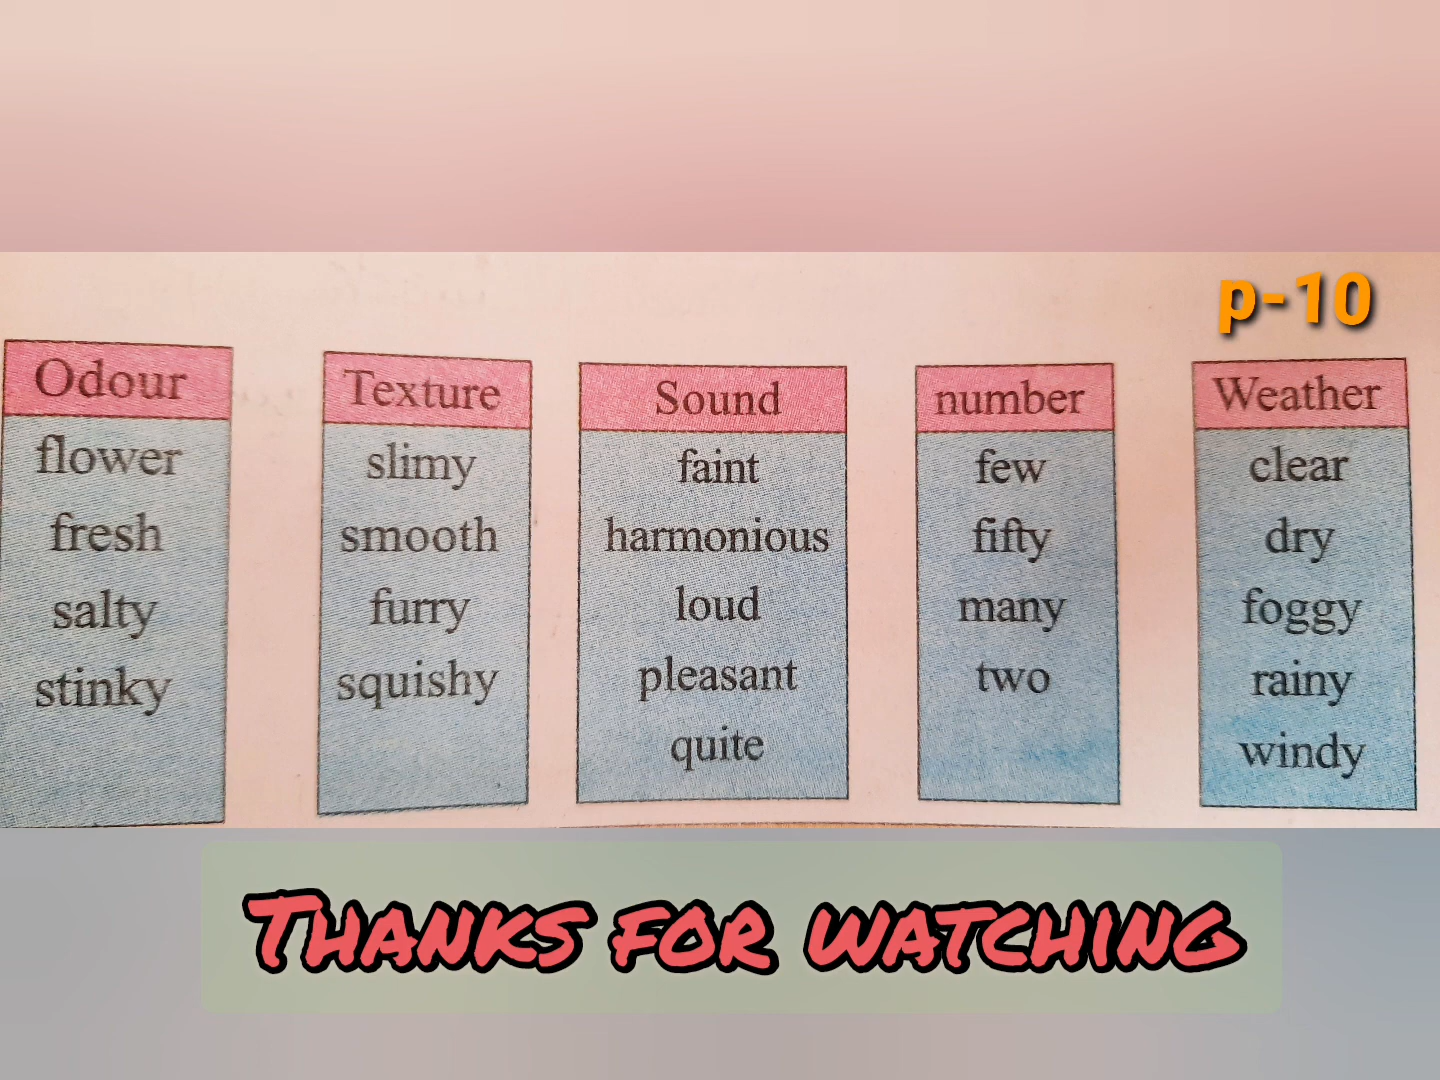 p-10
Odour
flower
fresh
salty
stinky
Texture
slimy
smooth
furry
squishy
Sound
faint
harmonious
loud
pleasant
quite
number
few
fifty
many
two
Weather
clear
dry
foggy
rainy
windy
Thanks for watching